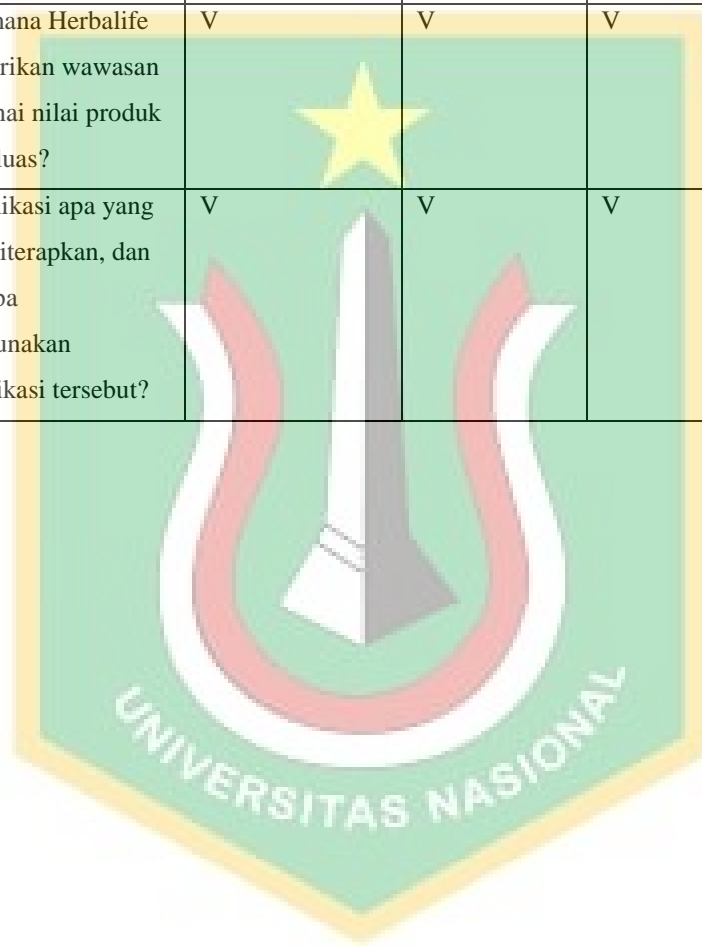 nana Herbalife V V V
rikan wawasan
nai nilai produk
luas?
ikasi apa yang V V V
iterapkan, dan
pa
unakan
ikasi tersebut?
UNIVERSITAS NASIONAL